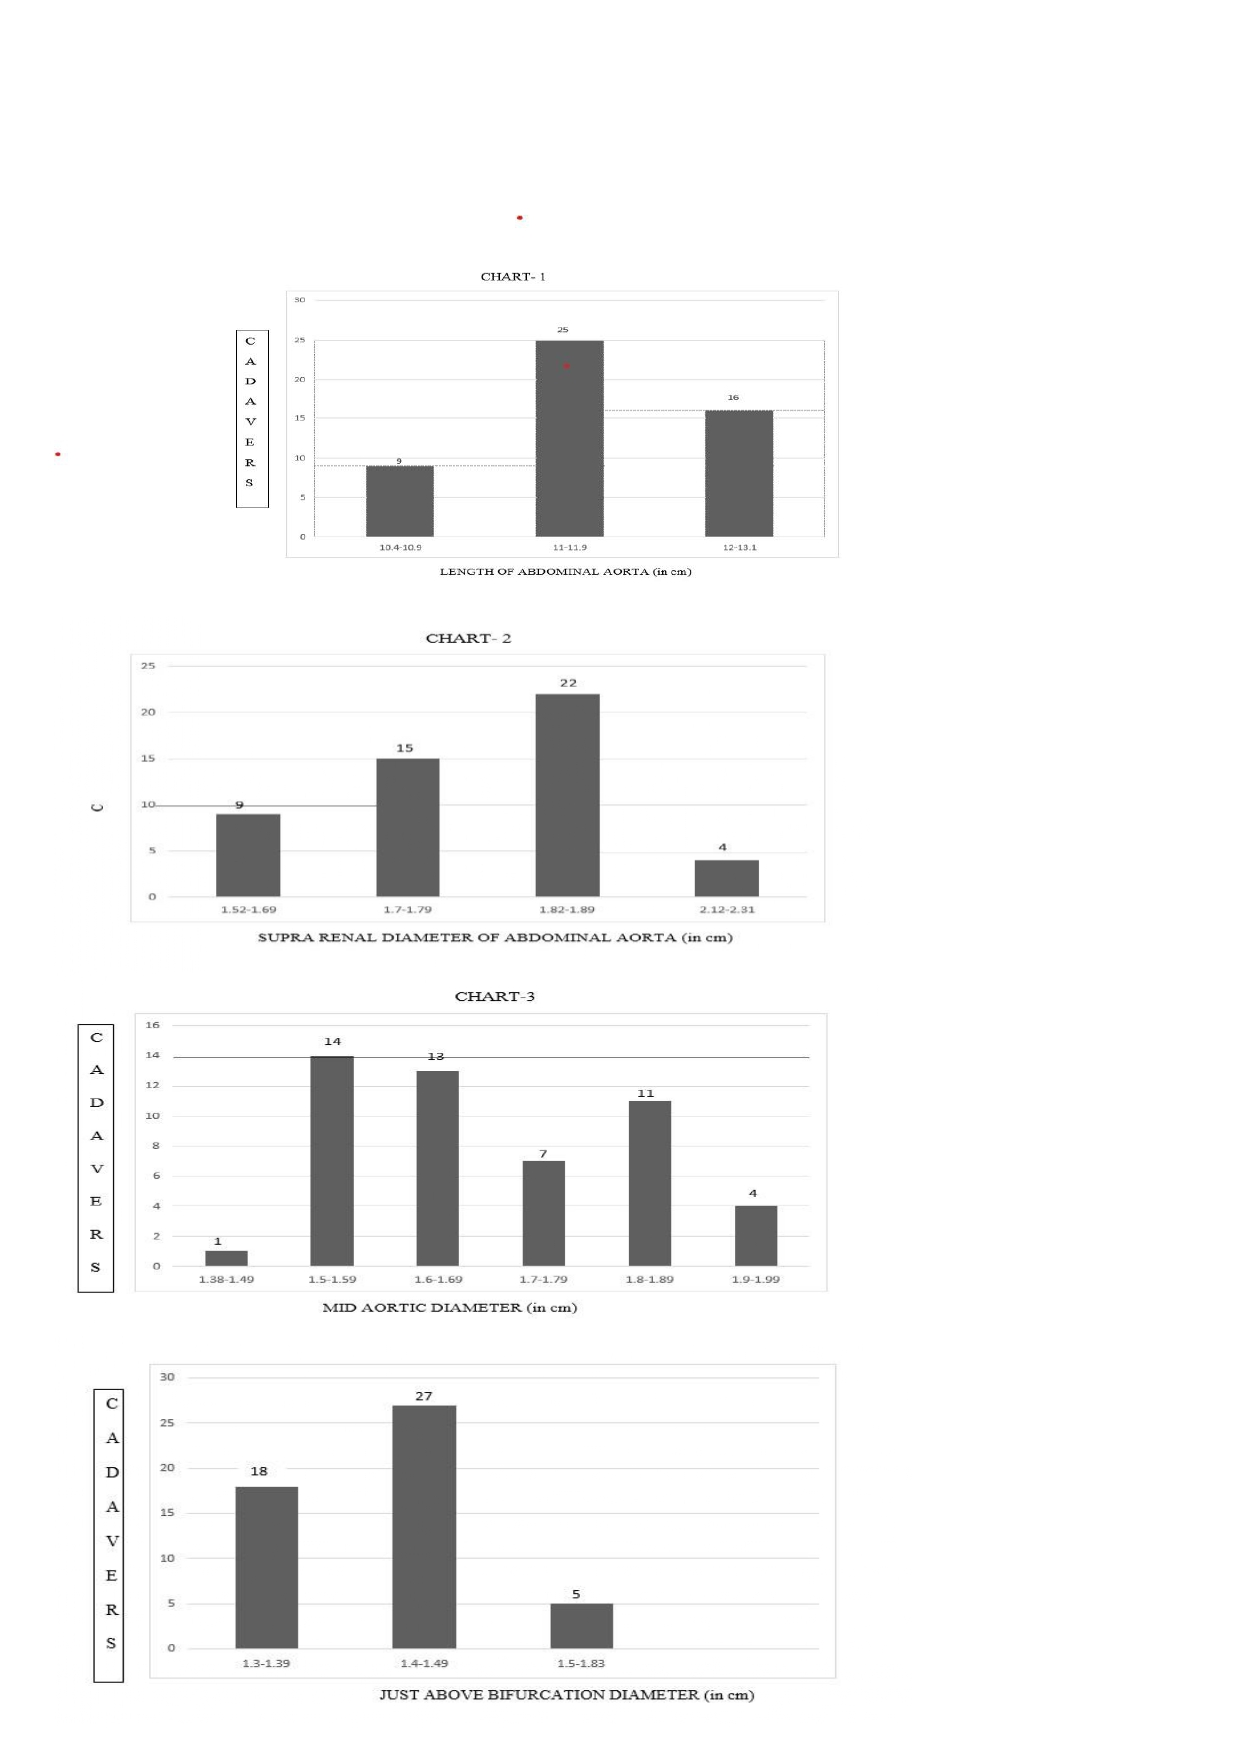 CHART- 1
30
25
20
15
10
5
0
25
16
9
C
A
D
A
V
E
R
S
10.4-10.9 11-11.9 12-13.1
LENGTH OF ABDOMINAL AORTA (in cm)
CHART- 2
25
20
15
10
5
0
22
15
9
4
C
1.52-1.69 1.7-1.79 1.82-1.89 2.12-2.31
SUPRA RENAL DIAMETER OF ABDOMINAL AORTA (in cm)
CHART-3
C
A
D
A
V
E
R
S
16
14
12
10
8
6
4
2
0
1
14
13
7
11
4
1.38-1.49 1.5-1.59 1.6-1.69 1.7-1.79 1.8-1.89 1.9-1.99
MID AORTIC DIAMETER (in cm)
C
A
D
A
V
E
R
S
30
25
20
15
10
5
0
18
27
5
1.3-1.39 1.4-1.49 1.5-1.83
JUST ABOVE BIFURCATION DIAMETER (in cm)